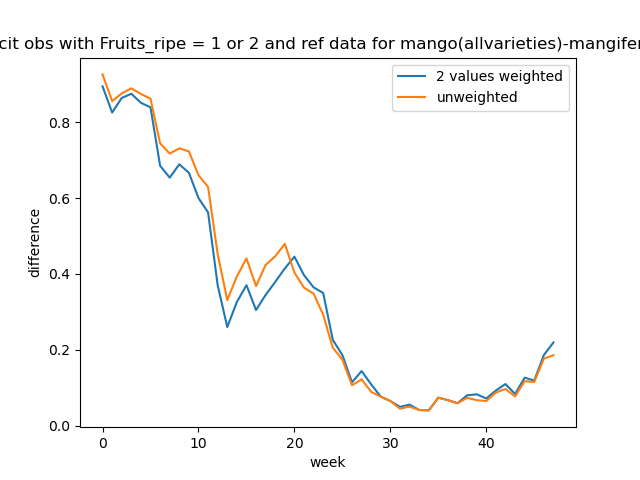 cit obs with Fruits_ripe = 1 or 2 and ref data for mango(allvarieties)-mangifer
2 values weighted
unweighted
0.8
0.6
0.4
0.2
0.0
difference
0 10 20 30 40
week